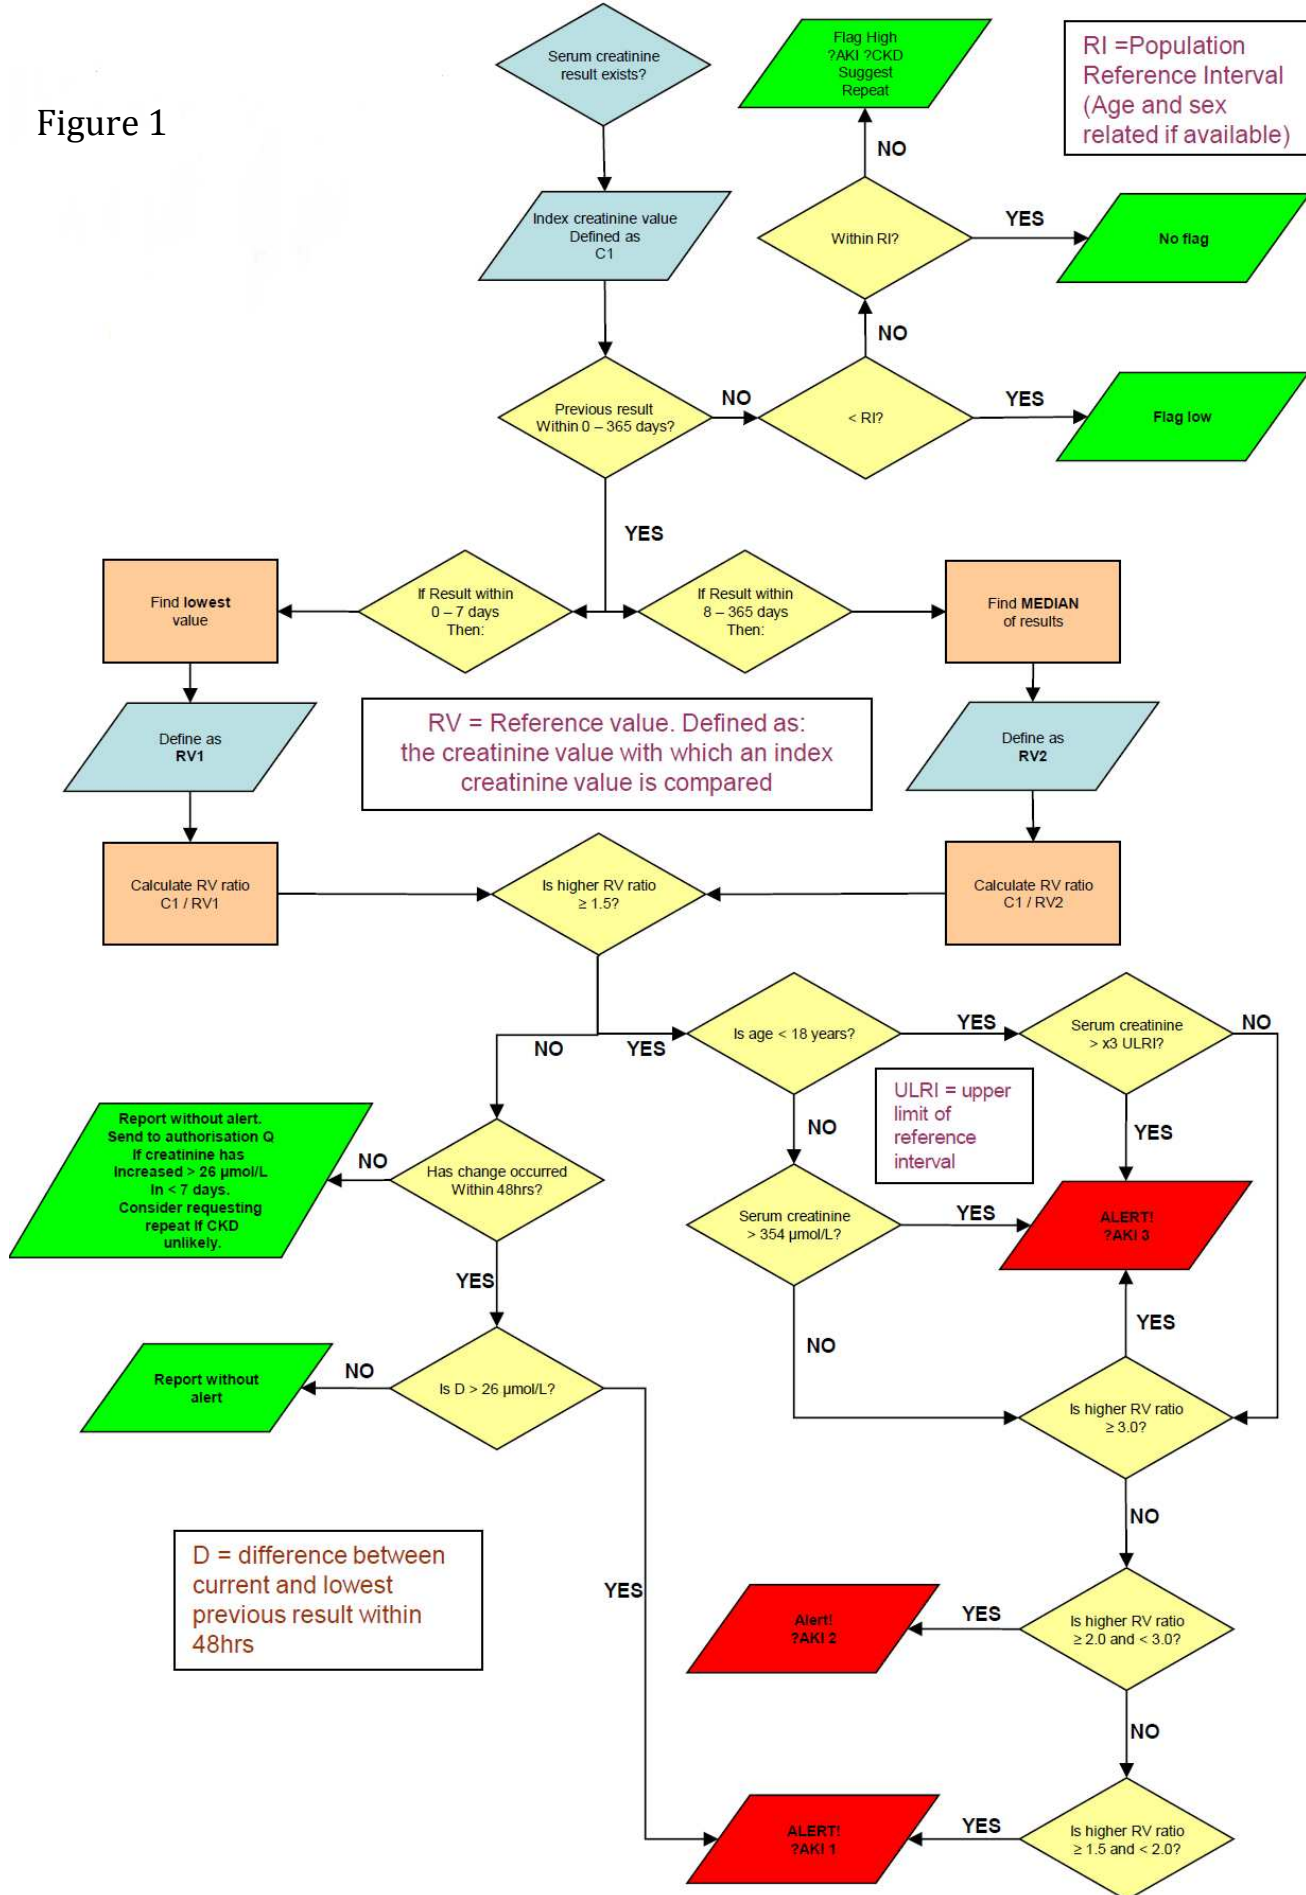 Figure 1
Serum creatinine
result exists?
Flag High
?AKI ?CKD
Suggest
Repeat
RI =Population
Reference Interval
(Age and sex
related if available)
NO
Index creatinine value
Defined as
C1
Within RI?
YES
No flag
NO
Previous result
Within 0 – 365 days?
NO
< RI?
YES
Flag low
YES
Find lowest
value
If Result within
0 – 7 days
Then:
If Result within
8 – 365 days
Then:
Find MEDIAN
of results
Define as
RV1
RV = Reference value. Defined as:
the creatinine value with which an index
creatinine value is compared
Define as
RV2
Calculate RV ratio
C1 / RV1
Is higher RV ratio
≥ 1.5?
Calculate RV ratio
C1 / RV2
NO
YES
Is age < 18 years?
YES
Serum creatinine
> x3 ULRI?
NO
Report without alert.
Send to authorisation Q
If creatinine has
Increased > 26 µmol/L
In < 7 days.
Consider requesting
repeat If CKD
unlikely.
NO
Has change occurred
Within 48hrs?
NO
ULRI = upper
limit of
reference
interval
YES
Serum creatinine
> 354 µmol/L?
YES
ALERT!
?AKI 3
YES
NO
YES
Report without
alert
NO
Is D > 26 µmol/L?
Is higher RV ratio
≥ 3.0?
NO
D = difference between
current and lowest
previous result within
48hrs
YES
Alert!
?AKI 2
YES
Is higher RV ratio
≥ 2.0 and < 3.0?
NO
ALERT!
?AKI 1
YES
Is higher RV ratio
≥ 1.5 and < 2.0?